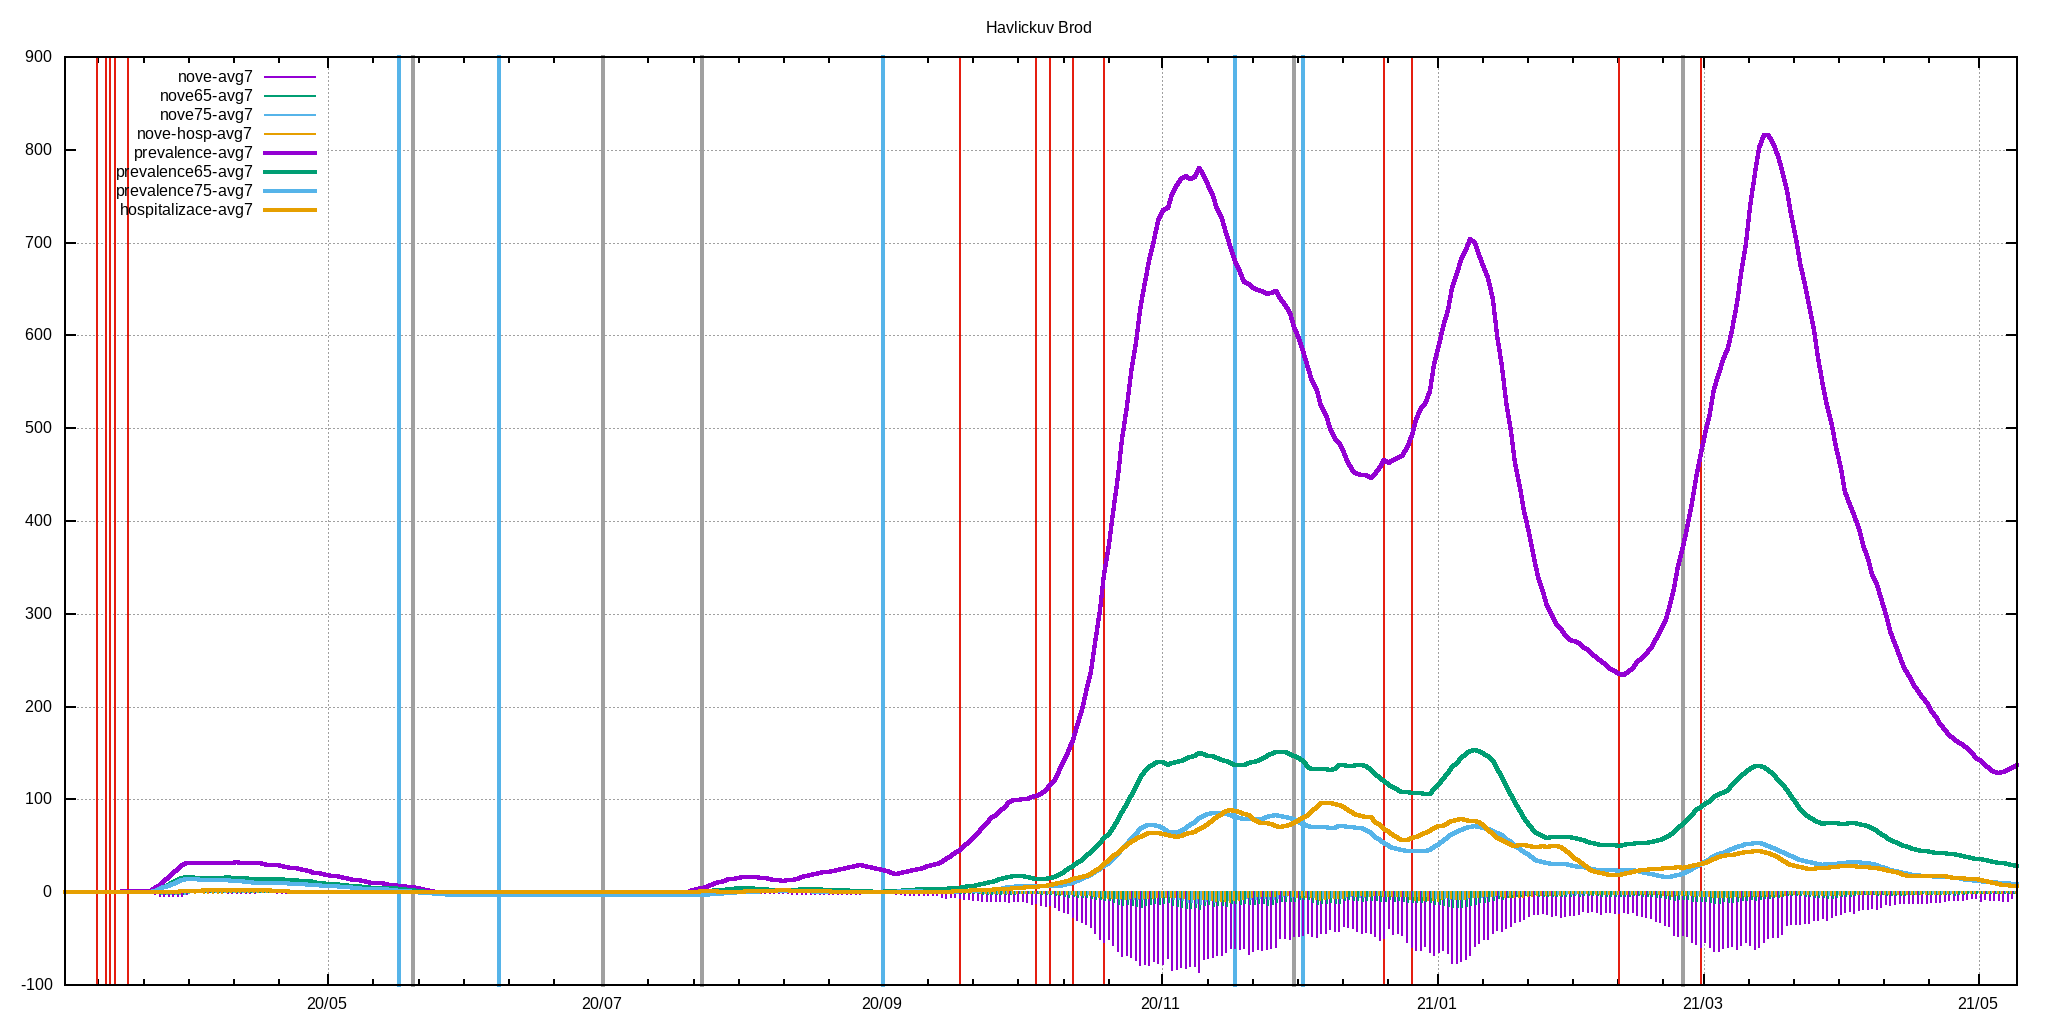 Havlickuv Brod
900
800
700
600
500
400
300
200
100
0
-100
nove-avg7
nove65-avg7
nove75-avg7
nove-hosp-avg7
prevalence-avg7
prevalence65-avg7
prevalence75-avg7
hospitalizace-avg7
20/05
20/07
20/09
20/11
21/01
21/03
21/05